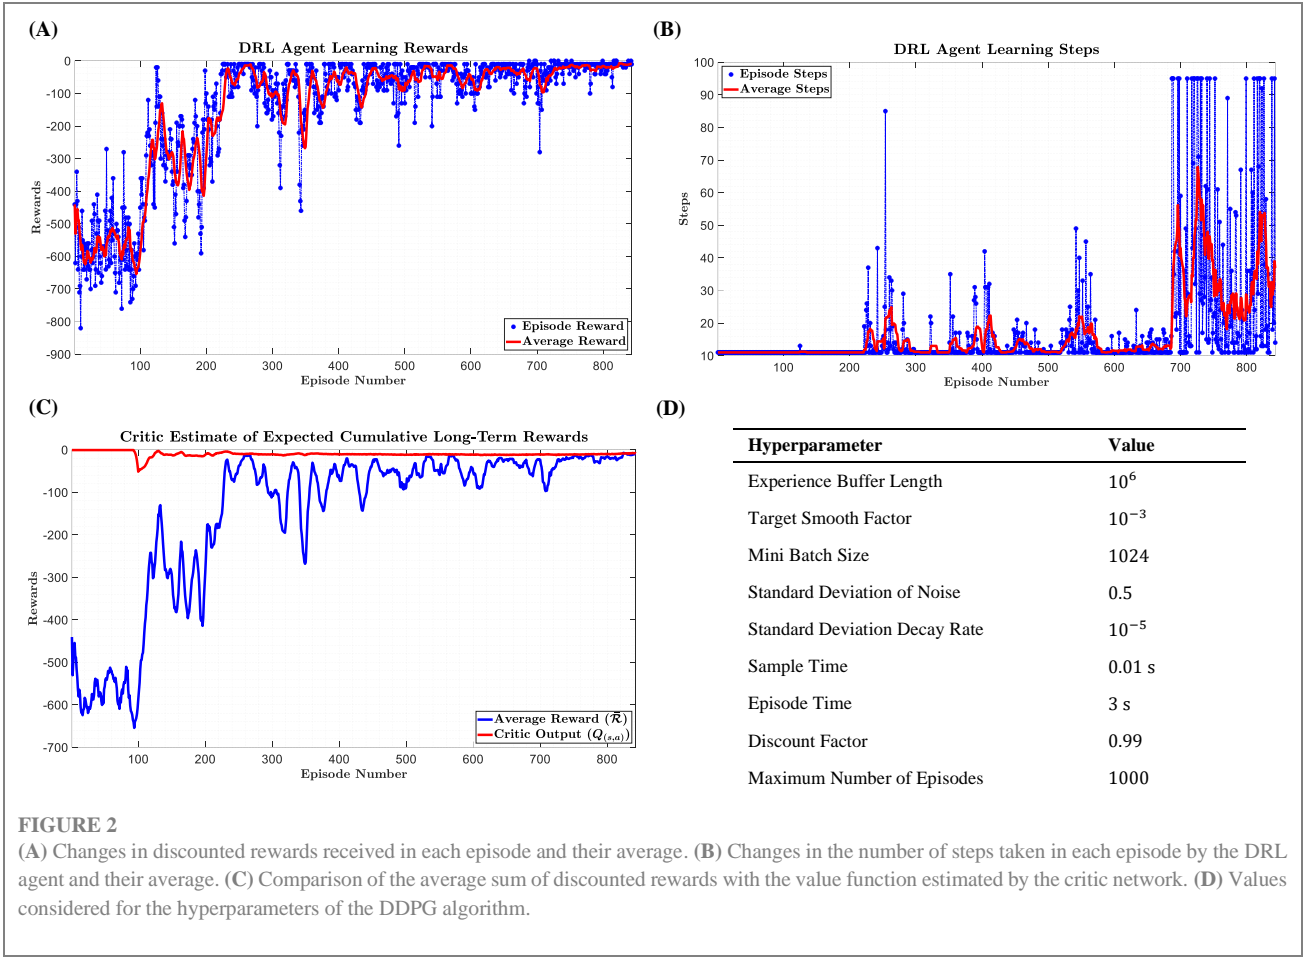 (A)
DRL Agent Learning Rewards
0
-100
-200
-300
-400
-500
-600
-700
-800
-900
Rewards
100 200 300 400 500 600 700 800
Episode Number
Episode Reward
Average Reward
(B)
DRL Agent Learning Steps
100
90
80
70
60
50
40
30
20
10
Steps
100 200 300 400 500 600 700 800
Episode Number
Episode Steps
Average Steps
(C)
Critic Estimate of Expected Cumulative Long-Term Rewards
0
-100
-200
-300
-400
-500
-600
-700
Rewards
100 200 300 400 500 600 700 800
Episode Number
Average Reward (R̄)
Critic Output (Q(s,a))
(D)
Hyperparameter Value
Experience Buffer Length 10⁶
Target Smooth Factor 10⁻³
Mini Batch Size 1024
Standard Deviation of Noise 0.5
Standard Deviation Decay Rate 10⁻⁵
Sample Time 0.01 s
Episode Time 3 s
Discount Factor 0.99
Maximum Number of Episodes 1000
FIGURE 2
(A) Changes in discounted rewards received in each episode and their average. (B) Changes in the number of steps taken in each episode by the DRL
agent and their average. (C) Comparison of the average sum of discounted rewards with the value function estimated by the critic network. (D) Values
considered for the hyperparameters of the DDPG algorithm.